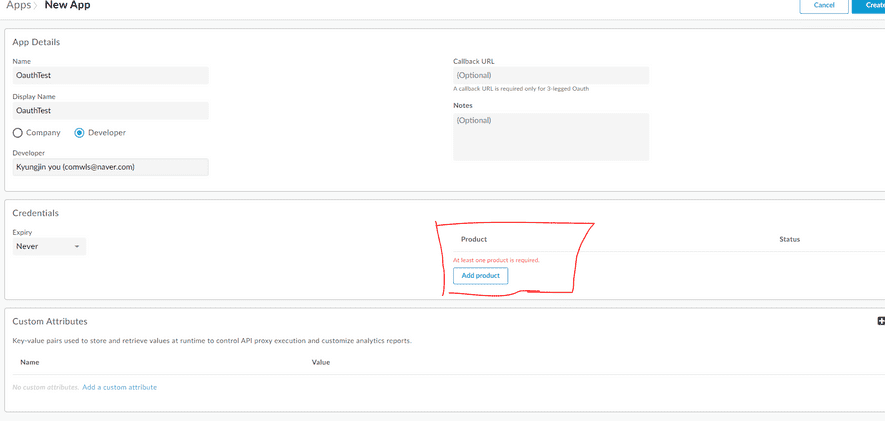 Apps > New App
Cancel
Create
App Details
Name
OauthTest
Display Name
OauthTest
Company
Developer
Developer
Kyungjin you (comwls@naver.com)
Callback URL
(Optional)
A callback URL is required only for 3-legged Oauth
Notes
(Optional)
Credentials
Expiry
Never
Product
Status
At least one product is required.
Add product
Custom Attributes
Key-value pairs used to store and retrieve values at runtime to control API proxy execution and customize analytics reports.
Name
Value
No custom attributes. Add a custom attribute